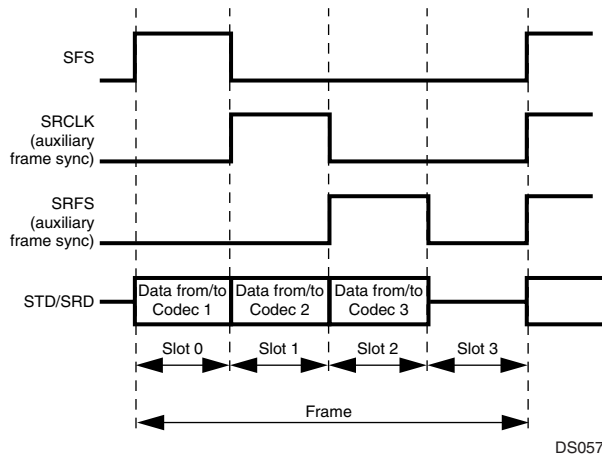 SFS
SRCLK
(auxiliary
frame sync)
SRFS
(auxiliary
frame sync)
STD/SRD
Data from/to
Codec 1
Data from/to
Codec 2
Data from/to
Codec 3
Slot 0
Slot 1
Slot 2
Slot 3
Frame
DS057